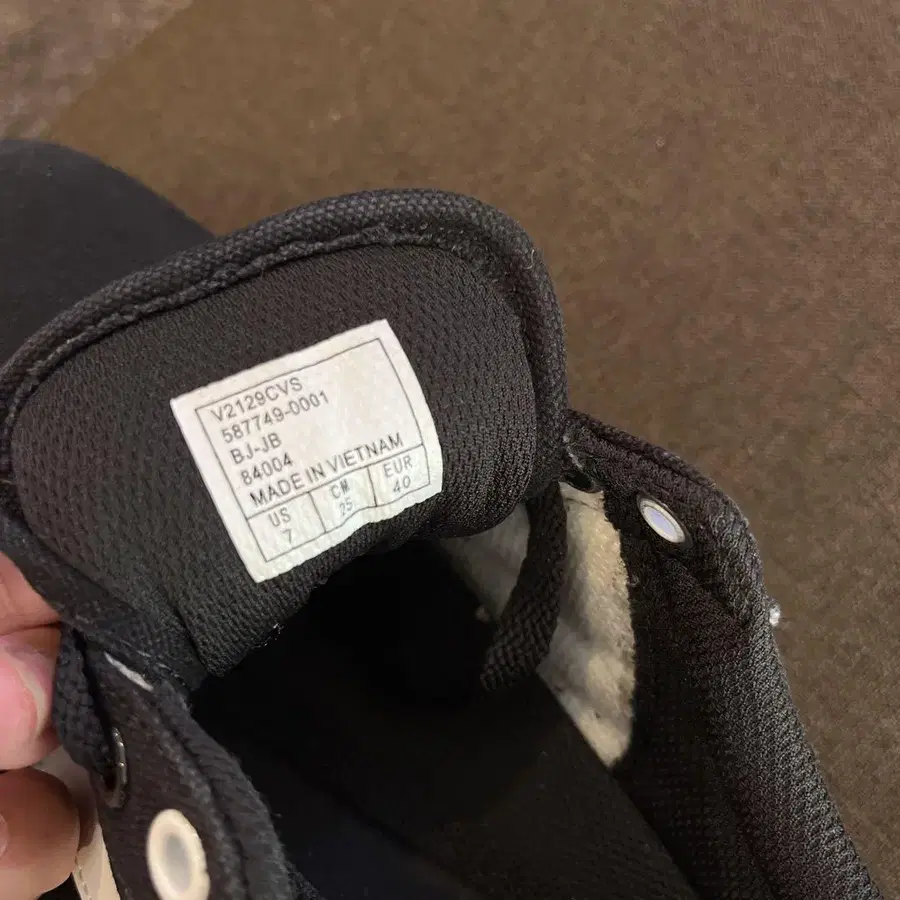 V2129CVS
587749-0001
BJ-JB
84004
MADE IN VIETNAM
US CM EUR
7 25 40